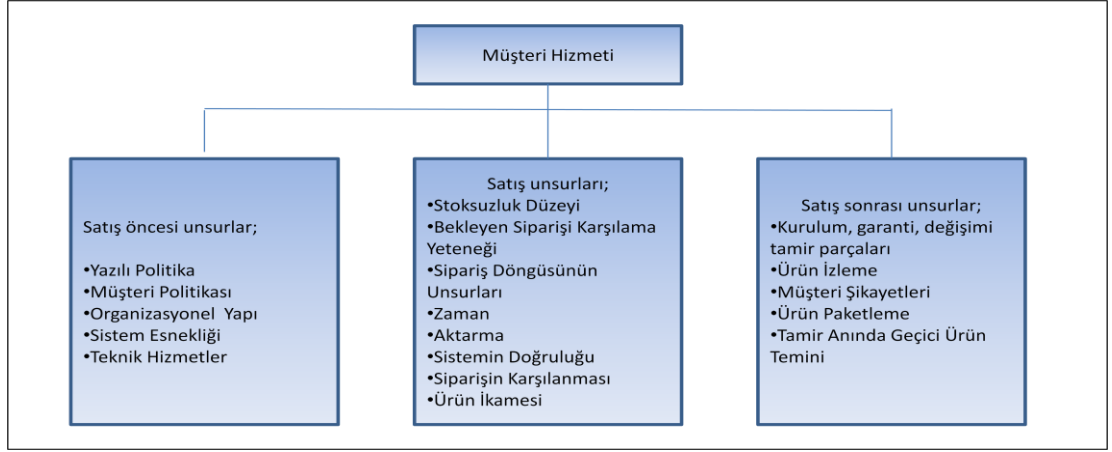 Müşteri Hizmeti
Satış öncesi unsurlar;
•Yazılı Politika
•Müşteri Politikası
•Organizasyonel Yapı
•Sistem Esnekliği
•Teknik Hizmetler
Satış unsurları;
•Stoksuzluk Düzeyi
•Bekleyen Siparişi Karşılama
Yeteneği
•Sipariş Döngüsünün
Unsurları
•Zaman
•Aktarma
•Sistemin Doğruluğu
•Siparişin Karşılanması
•Ürün İkamesi
Satış sonrası unsurlar;
•Kurulum, garanti, değişimi
tamir parçaları
•Ürün İzleme
•Müşteri Şikayetleri
•Ürün Paketleme
•Tamir Anında Geçici Ürün
Temini